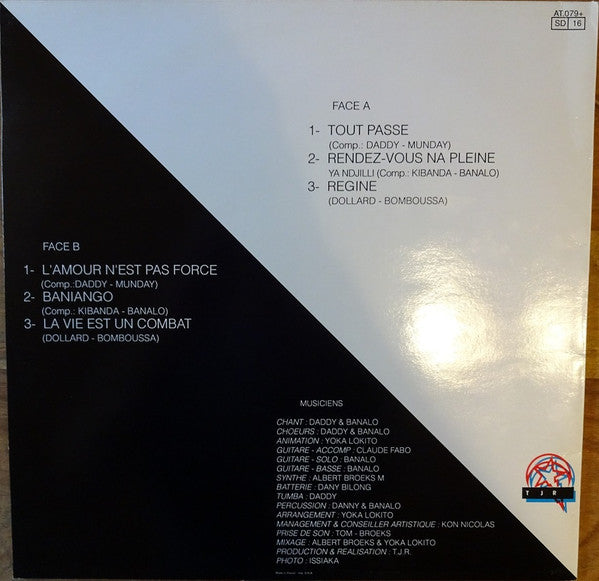 AT.079+
SD 16
FACE A
1- TOUT PASSE
(Comp.: DADDY - MUNDAY)
2- RENDEZ-VOUS NA PLEINE
YA NDJILLI (Comp.: KIBANDA - BANALO)
3- REGINE
(DOLLARD - BOMBOUSSA)
FACE B
1- L'AMOUR N'EST PAS FORCE
(Comp.:DADDY - MUNDAY)
2- BANIANGO
(Comp.: KIBANDA - BANALO)
3- LA VIE EST UN COMBAT
(DOLLARD - BOMBOUSSA)
MUSICIENS
CHANT : DADDY & BANALO
CHOEURS : DADDY & BANALO
ANIMATION : YOKA LOKITO
GUITARE - ACCOMP : CLAUDE FABO
GUITARE - SOLO : BANALO
GUITARE - BASSE : BANALO
SYNTHE : ALBERT BROEKS M
BATTERIE : DANY BILONG
TUMBA : DADDY
PERCUSSION : DANNY & BANALO
ARRANGEMENT : YOKA LOKITO
MANAGEMENT & CONSEILLER ARTISTIQUE : KON NICOLAS
PRISE DE SON : TOM - BROEKS
MIXAGE : ALBERT BROEKS & YOKA LOKITO
PRODUCTION & REALISATION : T.J.R.
PHOTO : ISSIAKA
T J R